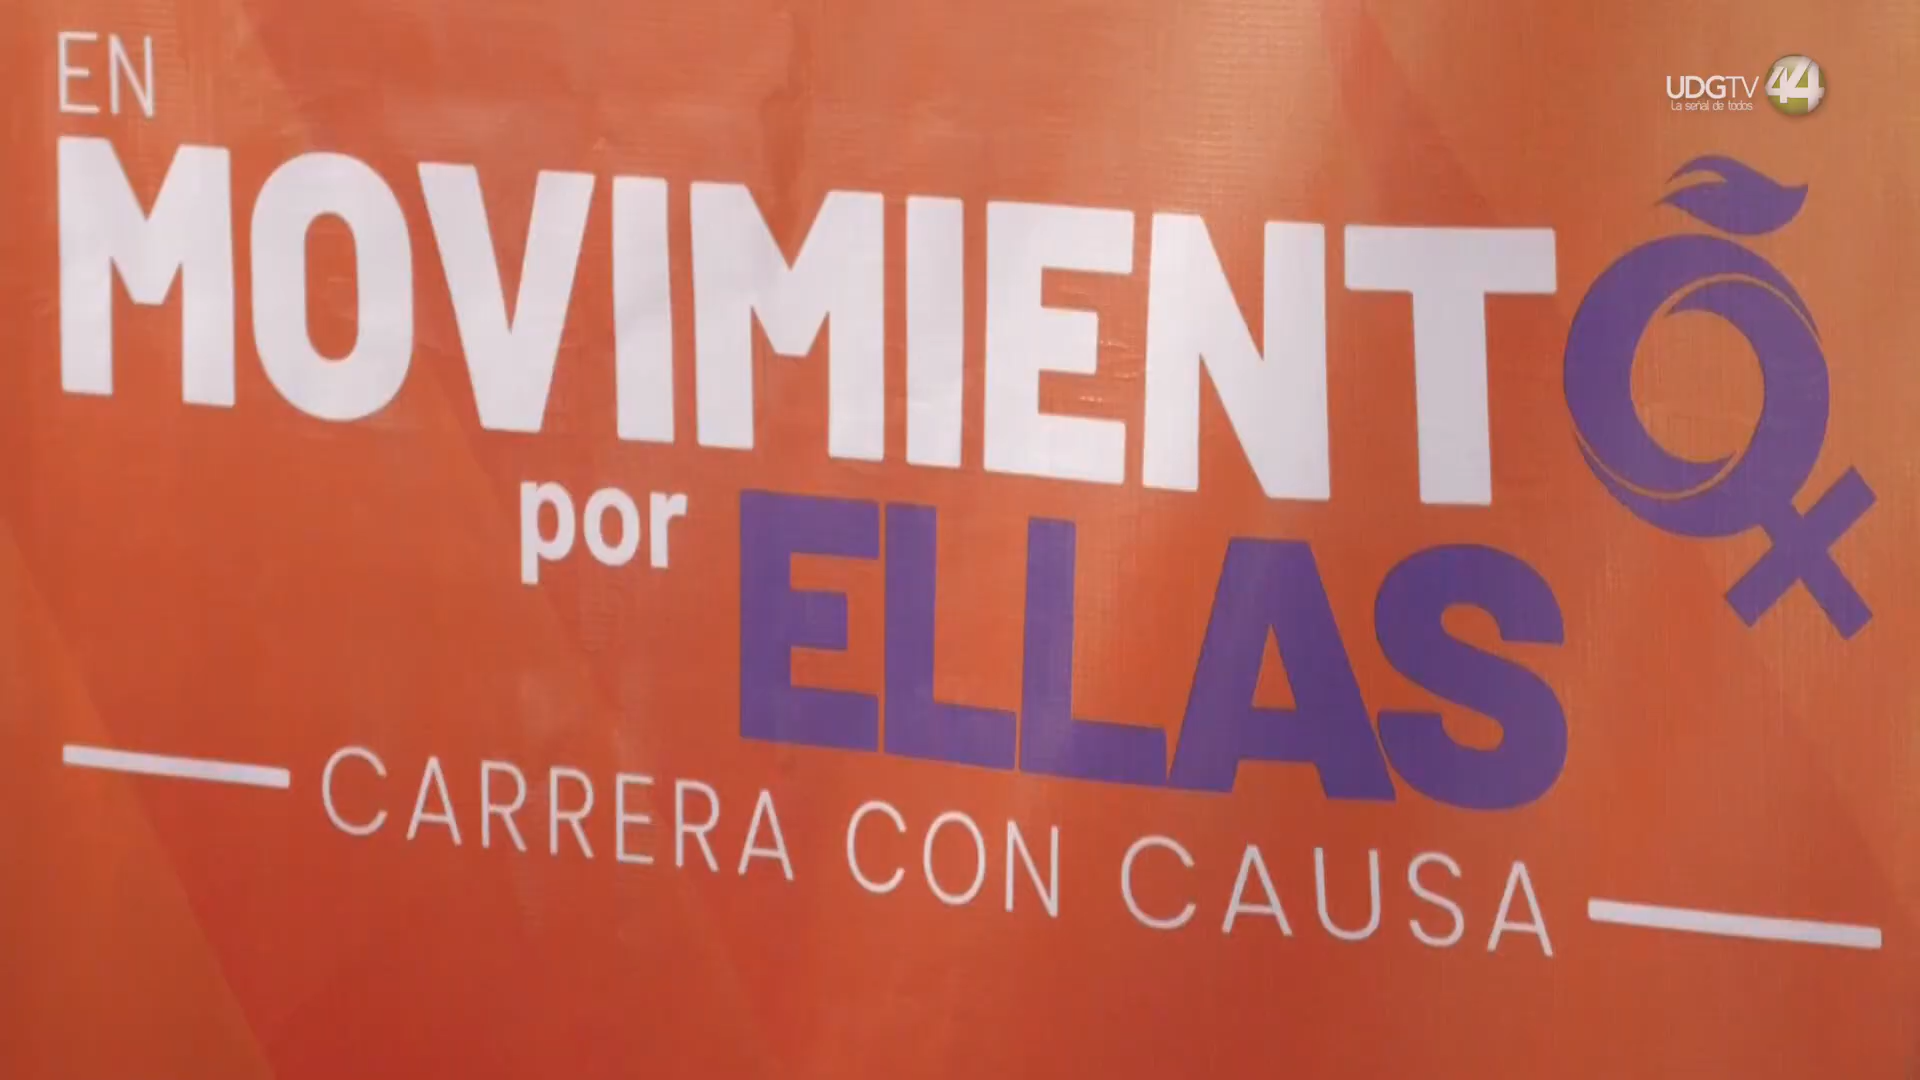 UDGTV 44
La señal de todos
EN
MOVIMIENTO
por ELLAS
CARRERA CON CAUSA